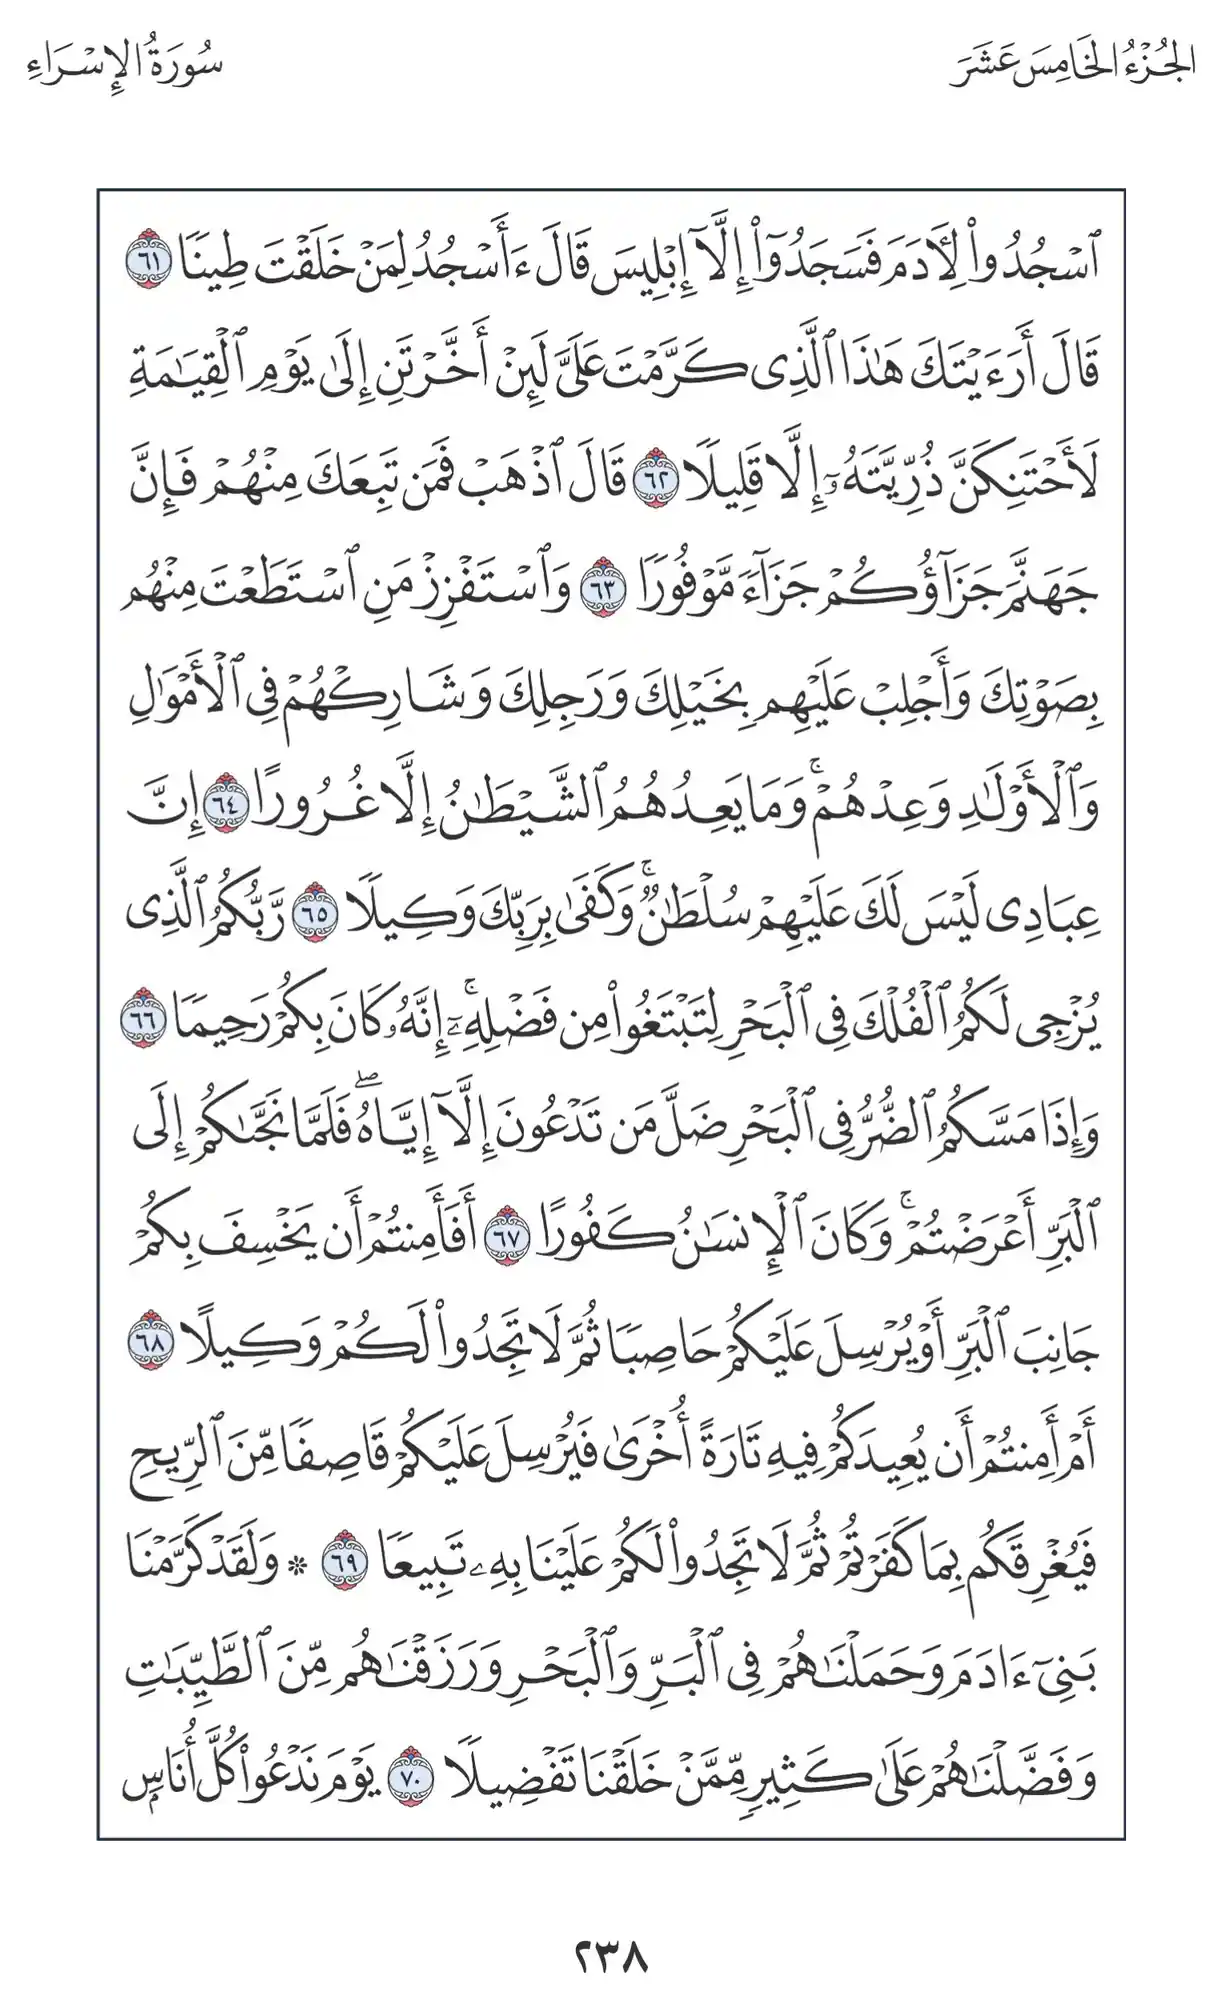 الجُزْءُ الخَامِسَ عَشَرَ
سُورَةُ الإِسْرَاءِ
ٱسْجُدُواْ لِأٓدَمَ فَسَجَدُوٓاْ إِلَّآ إِبْلِيسَ قَالَ ءَأَسْجُدُ لِمَنْ خَلَقْتَ طِينٗا ٦١
قَالَ أَرَءَيْتَكَ هَٰذَا ٱلَّذِى كَرَّمْتَ عَلَىَّ لَئِنْ أَخَّرْتَنِ إِلَىٰ يَوْمِ ٱلْقِيَٰمَةِ
لَأَحْتَنِكَنَّ ذُرِّيَّتَهُۥٓ إِلَّا قَلِيلٗا ٦٢ قَالَ ٱذْهَبْ فَمَن تَبِعَكَ مِنْهُمْ فَإِنَّ
جَهَنَّمَ جَزَآؤُكُمْ جَزَآءٗ مَّوْفُورٗا ٦٣ وَٱسْتَفْزِزْ مَنِ ٱسْتَطَعْتَ مِنْهُم
بِصَوْتِكَ وَأَجْلِبْ عَلَيْهِم بِخَيْلِكَ وَرَجِلِكَ وَشَارِكْهُمْ فِى ٱلْأَمْوَٰلِ
وَٱلْأَوْلَٰدِ وَعِدْهُمْۚ وَمَا يَعِدُهُمُ ٱلشَّيْطَٰنُ إِلَّا غُرُورًا ٦٤ إِنَّ
عِبَادِى لَيْسَ لَكَ عَلَيْهِمْ سُلْطَٰنٞۚ وَكَفَىٰ بِرَبِّكَ وَكِيلٗا ٦٥ رَّبُّكُمُ ٱلَّذِى
يُزْجِى لَكُمُ ٱلْفُلْكَ فِى ٱلْبَحْرِ لِتَبْتَغُواْ مِن فَضْلِهِۦٓۚ إِنَّهُۥ كَانَ بِكُمْ رَحِيمٗا ٦٦
وَإِذَا مَسَّكُمُ ٱلضُّرُّ فِى ٱلْبَحْرِ ضَلَّ مَن تَدْعُونَ إِلَّآ إِيَّاهُۖ فَلَمَّا نَجَّىٰكُمْ إِلَى
ٱلْبَرِّ أَعْرَضْتُمْۚ وَكَانَ ٱلْإِنسَٰنُ كَفُورًا ٦٧ أَفَأَمِنتُمْ أَن يَخْسِفَ بِكُمْ
جَانِبَ ٱلْبَرِّ أَوْ يُرْسِلَ عَلَيْكُمْ حَاصِبٗا ثُمَّ لَا تَجِدُواْ لَكُمْ وَكِيلًا ٦٨
أَمْ أَمِنتُمْ أَن يُعِيدَكُمْ فِيهِ تَارَةً أُخْرَىٰ فَيُرْسِلَ عَلَيْكُمْ قَاصِفٗا مِّنَ ٱلرِّيحِ
فَيُغْرِقَكُم بِمَا كَفَرْتُمْ ثُمَّ لَا تَجِدُواْ لَكُمْ عَلَيْنَا بِهِۦ تَبِيعٗا ٦٩ * وَلَقَدْ كَرَّمْنَا
بَنِىٓ ءَادَمَ وَحَمَلْنَٰهُمْ فِى ٱلْبَرِّ وَٱلْبَحْرِ وَرَزَقْنَٰهُم مِّنَ ٱلطَّيِّبَٰتِ
وَفَضَّلْنَٰهُمْ عَلَىٰ كَثِيرٖ مِّمَّنْ خَلَقْنَا تَفْضِيلٗا ٧٠ يَوْمَ نَدْعُواْ كُلَّ أُنَاسِۭ
٢٣٨